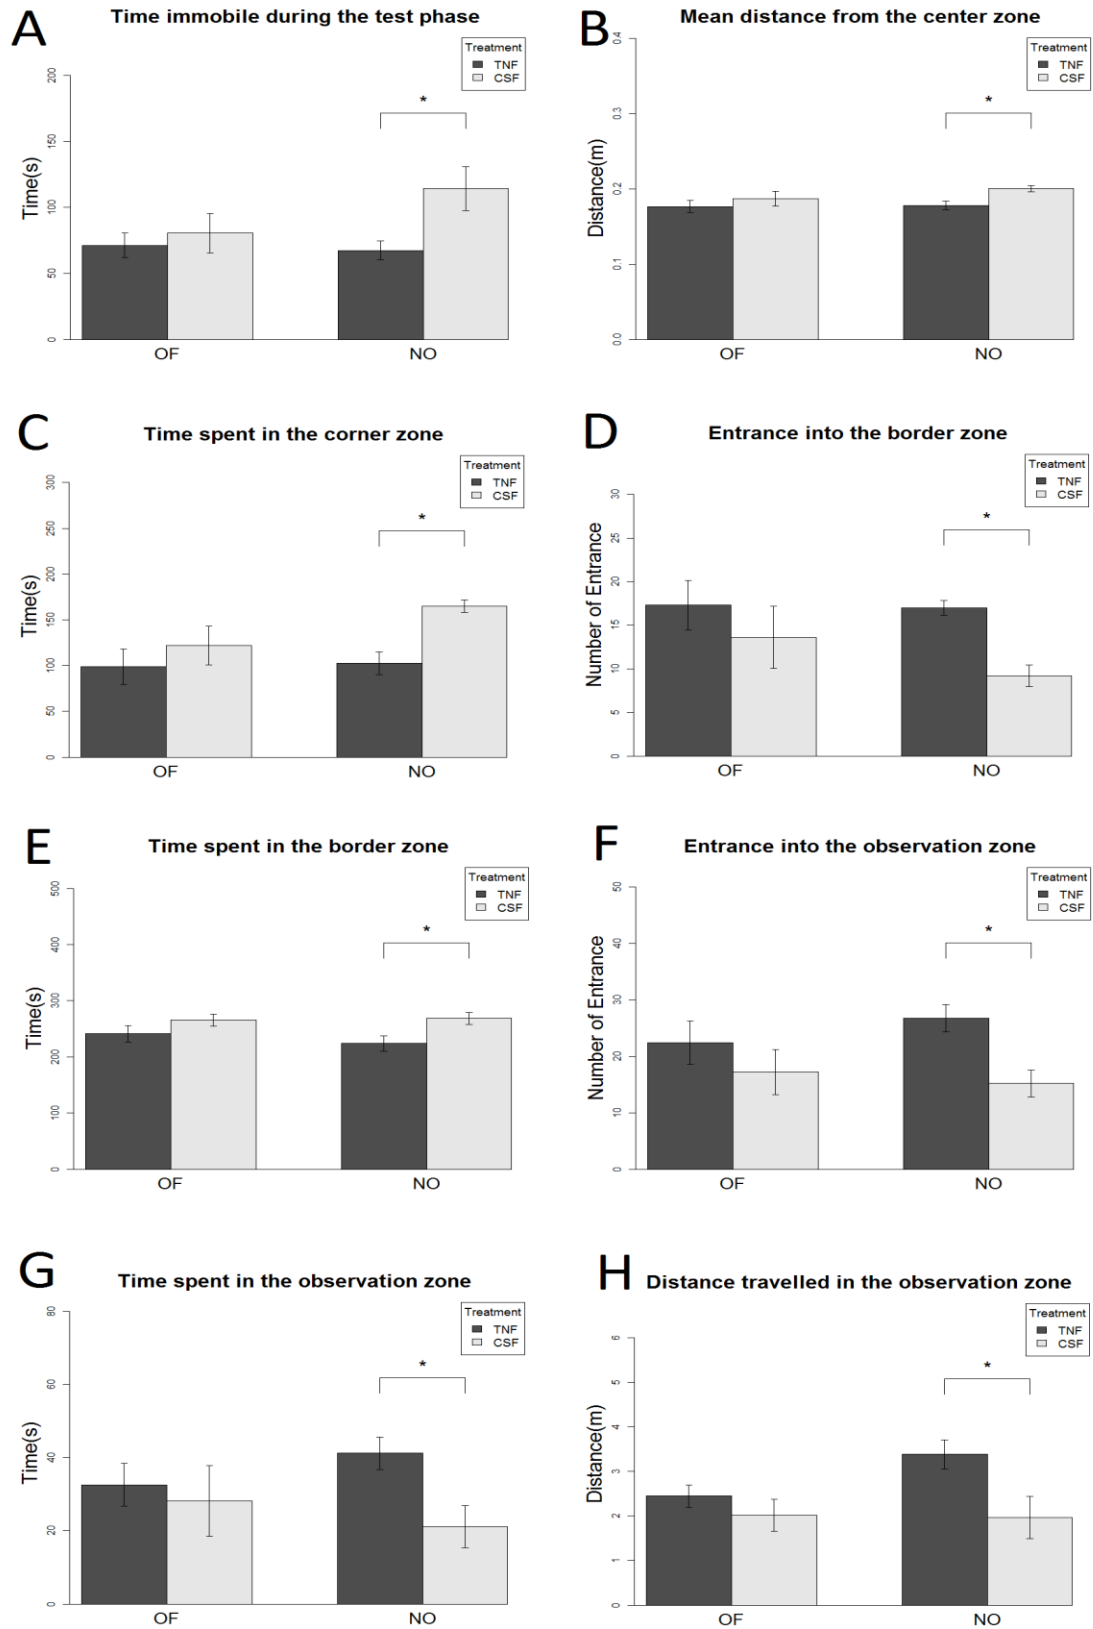 A
Time immobile during the test phase
Treatment
TNF
CSF
Time(s)
200
150
100
50
0
*
OF
NO
B
Mean distance from the center zone
Treatment
TNF
CSF
Distance(m)
0.4
0.3
0.2
0.1
0.0
*
OF
NO
C
Time spent in the corner zone
Treatment
TNF
CSF
Time(s)
300
250
200
150
100
50
0
*
OF
NO
D
Entrance into the border zone
Treatment
TNF
CSF
Number of Entrance
30
25
20
15
10
5
0
*
OF
NO
E
Time spent in the border zone
Treatment
TNF
CSF
Time(s)
500
400
300
200
100
0
*
OF
NO
F
Entrance into the observation zone
Treatment
TNF
CSF
Number of Entrance
50
40
30
20
10
0
*
OF
NO
G
Time spent in the observation zone
Treatment
TNF
CSF
Time(s)
80
60
40
20
0
*
OF
NO
H
Distance travelled in the observation zone
Treatment
TNF
CSF
Distance(m)
6
5
4
3
2
1
0
*
OF
NO